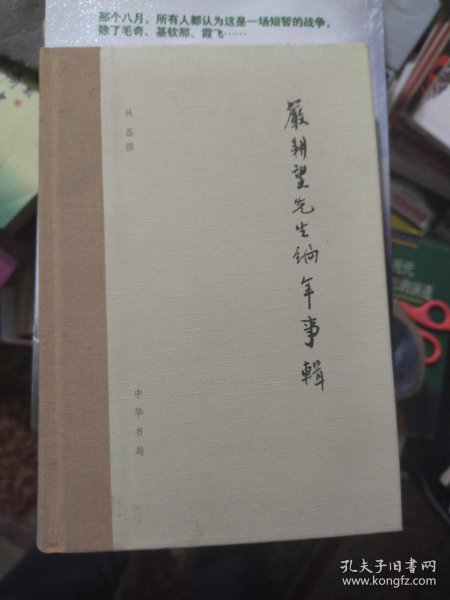 那个八月，所有人都认为这是一场短暂的战争，
除了毛奇、基钦那、霞飞……
林磊撰
嚴耕望先生編年事輯
中华书局
近代
孔夫子旧书网
www.kongfz.com